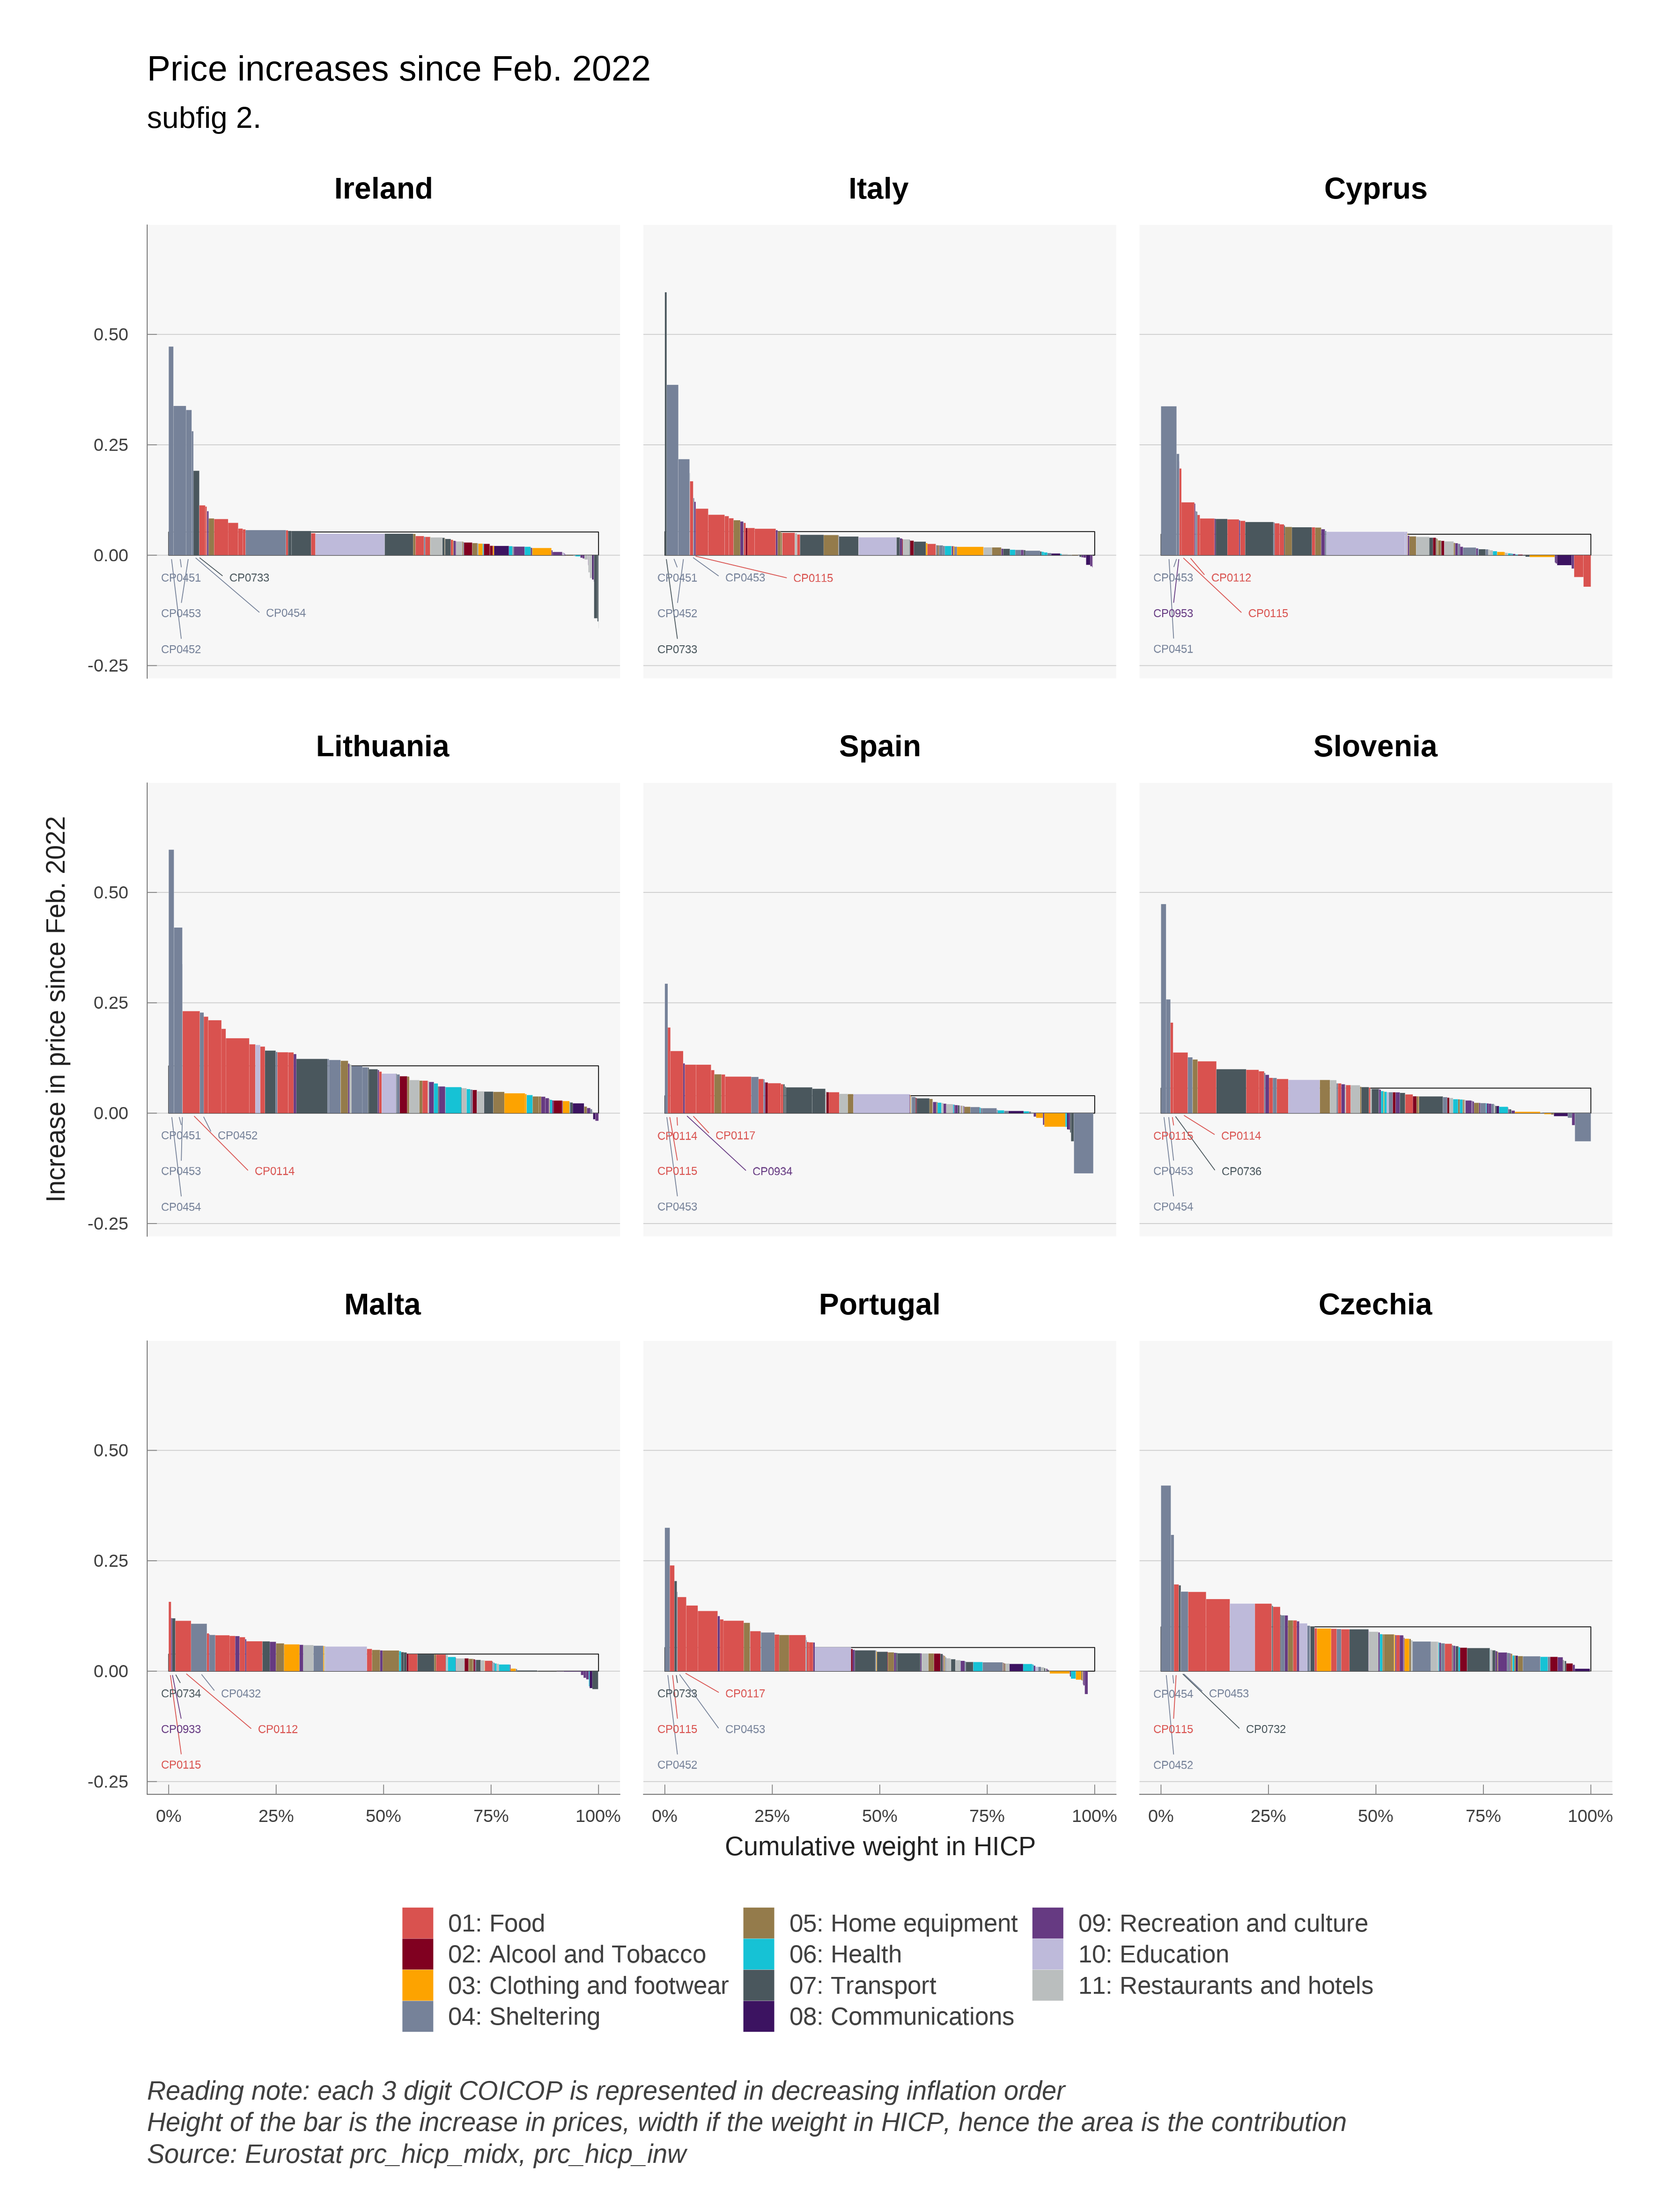 Price increases since Feb. 2022
subfig 2.
Ireland
Italy
Cyprus
0.50
0.25
0.00
-0.25
CP0451
CP0733
CP0453
CP0454
CP0452
CP0451
CP0453
CP0115
CP0452
CP0733
CP0453
CP0112
CP0953
CP0115
CP0451
Lithuania
Spain
Slovenia
Increase in price since Feb. 2022
0.50
0.25
0.00
-0.25
CP0451
CP0452
CP0453
CP0114
CP0454
CP0114
CP0117
CP0115
CP0934
CP0453
CP0115
CP0114
CP0453
CP0736
CP0454
Malta
Portugal
Czechia
0.50
0.25
0.00
-0.25
CP0734
CP0432
CP0933
CP0112
CP0115
CP0733
CP0117
CP0115
CP0453
CP0452
CP0454
CP0453
CP0115
CP0732
CP0452
0% 25% 50% 75% 100%
0% 25% 50% 75% 100%
0% 25% 50% 75% 100%
Cumulative weight in HICP
01: Food
02: Alcool and Tobacco
03: Clothing and footwear
04: Sheltering
05: Home equipment
06: Health
07: Transport
08: Communications
09: Recreation and culture
10: Education
11: Restaurants and hotels
Reading note: each 3 digit COICOP is represented in decreasing inflation order
Height of the bar is the increase in prices, width if the weight in HICP, hence the area is the contribution
Source: Eurostat prc_hicp_midx, prc_hicp_inw